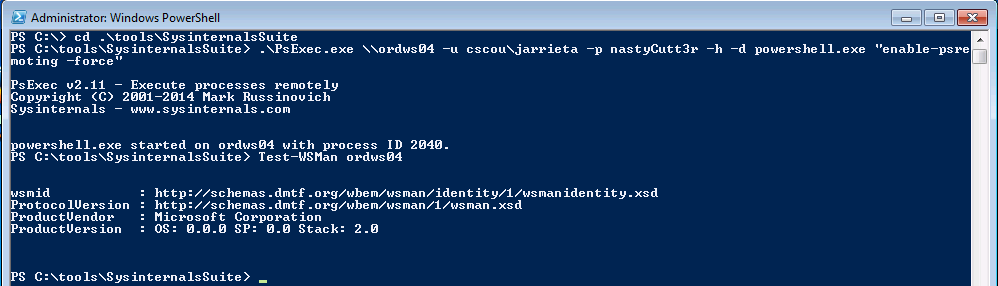 Administrator: Windows PowerShell
PS C:\> cd .\tools\SysinternalsSuite
PS C:\tools\SysinternalsSuite> .\PsExec.exe \\ordws04 -u cscou\jarrieta -p nastyCutt3r -h -d powershell.exe "enable-psre
moting -force"
PsExec v2.11 - Execute processes remotely
Copyright (C) 2001-2014 Mark Russinovich
Sysinternals - www.sysinternals.com
powershell.exe started on ordws04 with process ID 2040.
PS C:\tools\SysinternalsSuite> Test-WSMan ordws04
wsmid           : http://schemas.dmtf.org/wbem/wsman/identity/1/wsmanidentity.xsd
ProtocolVersion : http://schemas.dmtf.org/wbem/wsman/1/wsman.xsd
ProductVendor   : Microsoft Corporation
ProductVersion  : OS: 0.0.0 SP: 0.0 Stack: 2.0
PS C:\tools\SysinternalsSuite>